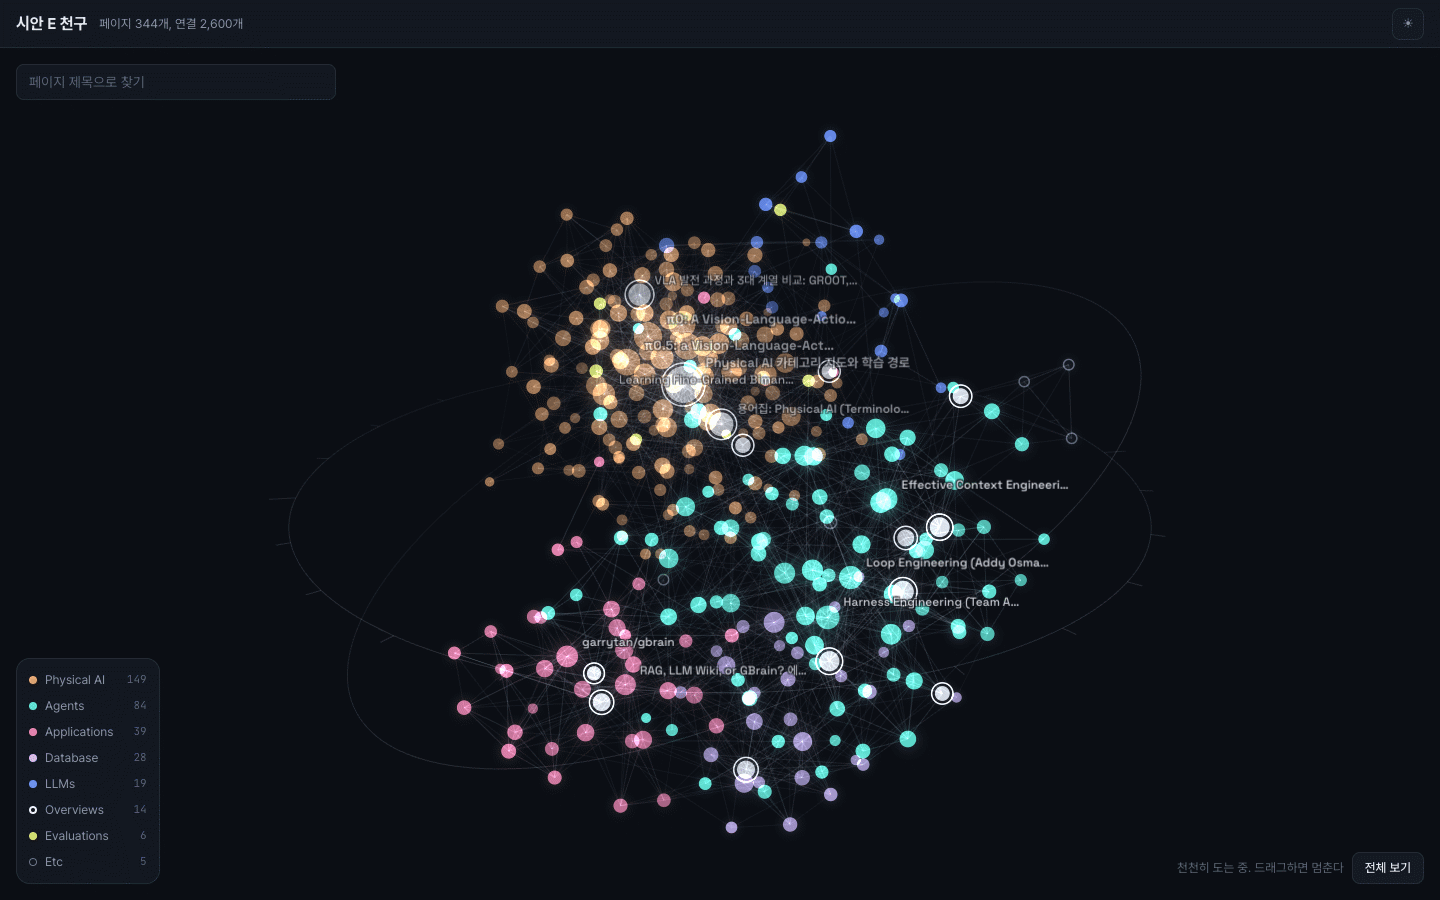 시안 E 천구
페이지 344개, 연결 2,600개
☀
페이지 제목으로 찾기
VLA 발전 과정과 3대 계열 비교: GR00T,...
π0: A Vision-Language-Actio...
π0.5: a Vision-Language-Act...
Physical AI 카테고리 지도와 학습 경로
Learning Fine-Grained Biman...
용어집: Physical AI (Terminolo...
Effective Context Engineeri...
Loop Engineering (Addy Osma...
Harness Engineering (Team A...
garrytan/gbrain
RAG, LLM Wiki, or GBrain? 에...
Physical AI 149
Agents 84
Applications 39
Database 28
LLMs 19
Overviews 14
Evaluations 6
Etc 5
천천히 도는 중. 드래그하면 멈춘다
전체 보기